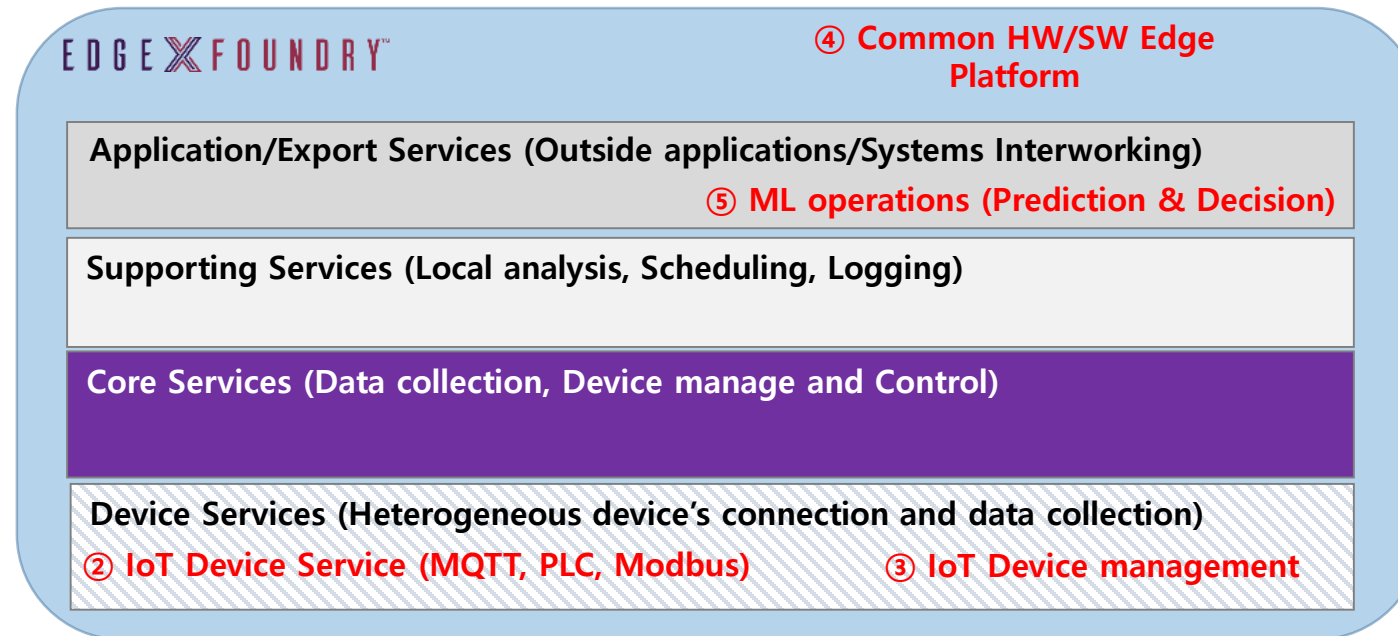 EDGE X FOUNDRY™
④ Common HW/SW Edge
Platform
Application/Export Services (Outside applications/Systems Interworking)
⑤ ML operations (Prediction & Decision)
Supporting Services (Local analysis, Scheduling, Logging)
Core Services (Data collection, Device manage and Control)
Device Services (Heterogeneous device’s connection and data collection)
② IoT Device Service (MQTT, PLC, Modbus) ③ IoT Device management